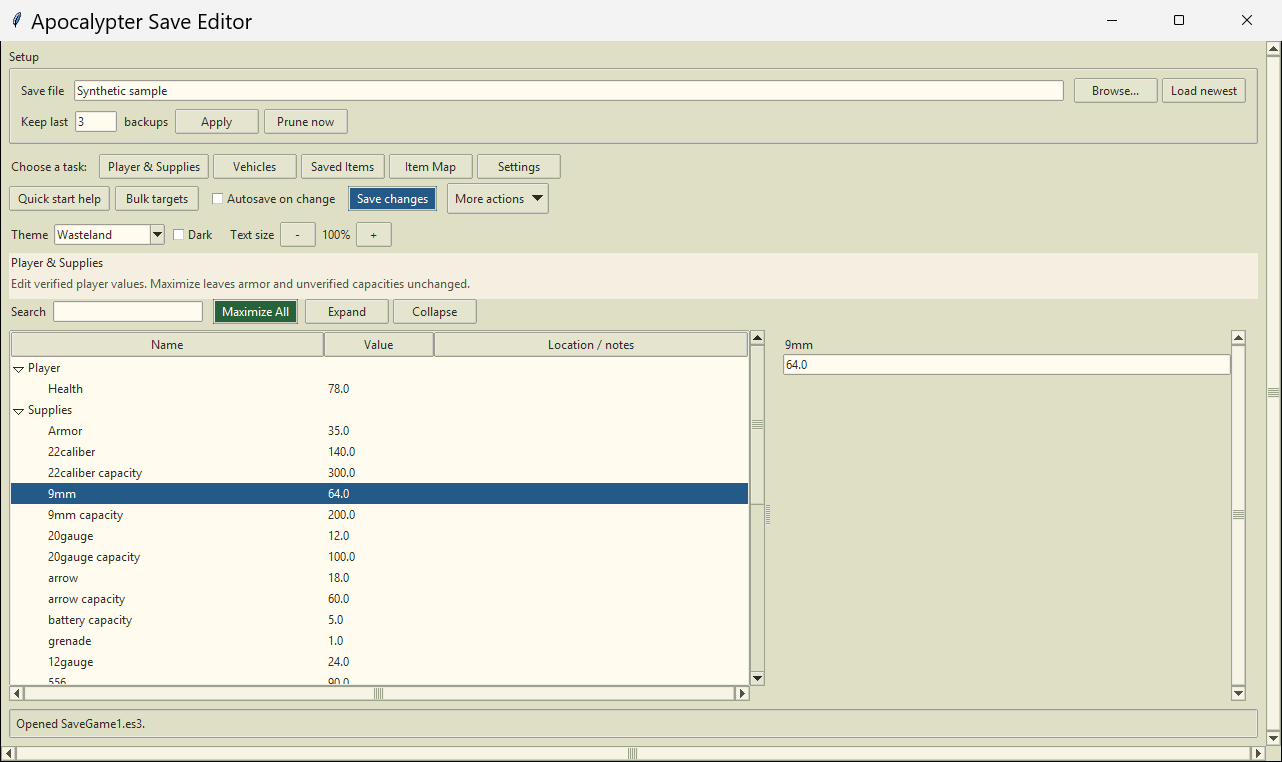 Apocalypter Save Editor
Setup
Save file Synthetic sample Browse... Load newest
Keep last 3 backups Apply Prune now
Choose a task: Player & Supplies Vehicles Saved Items Item Map Settings
Quick start help Bulk targets Autosave on change Save changes More actions
Theme Wasteland Dark Text size - 100% +
Player & Supplies
Edit verified player values. Maximize leaves armor and unverified capacities unchanged.
Search Maximize All Expand Collapse
Name Value Location / notes
Player
Health 78.0
Supplies
Armor 35.0
22caliber 140.0
22caliber capacity 300.0
9mm 64.0
9mm capacity 200.0
20gauge 12.0
20gauge capacity 100.0
arrow 18.0
arrow capacity 60.0
battery capacity 5.0
grenade 1.0
12gauge 24.0
556 90.0
9mm
64.0
Opened SaveGame1.es3.